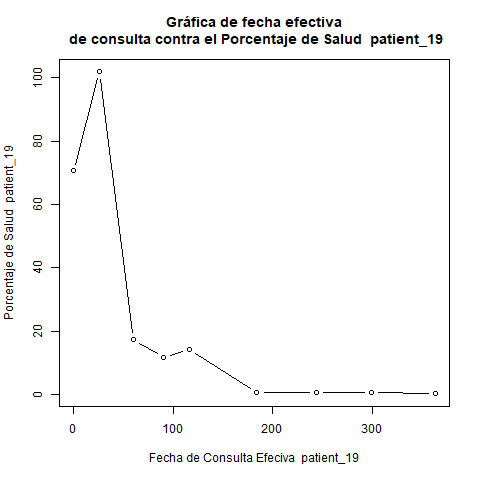 Gráfica de fecha efectiva
de consulta contra el Porcentaje de Salud patient_19
Porcentaje de Salud patient_19
100
80
60
40
20
0
0 100 200 300
Fecha de Consulta Efeciva patient_19